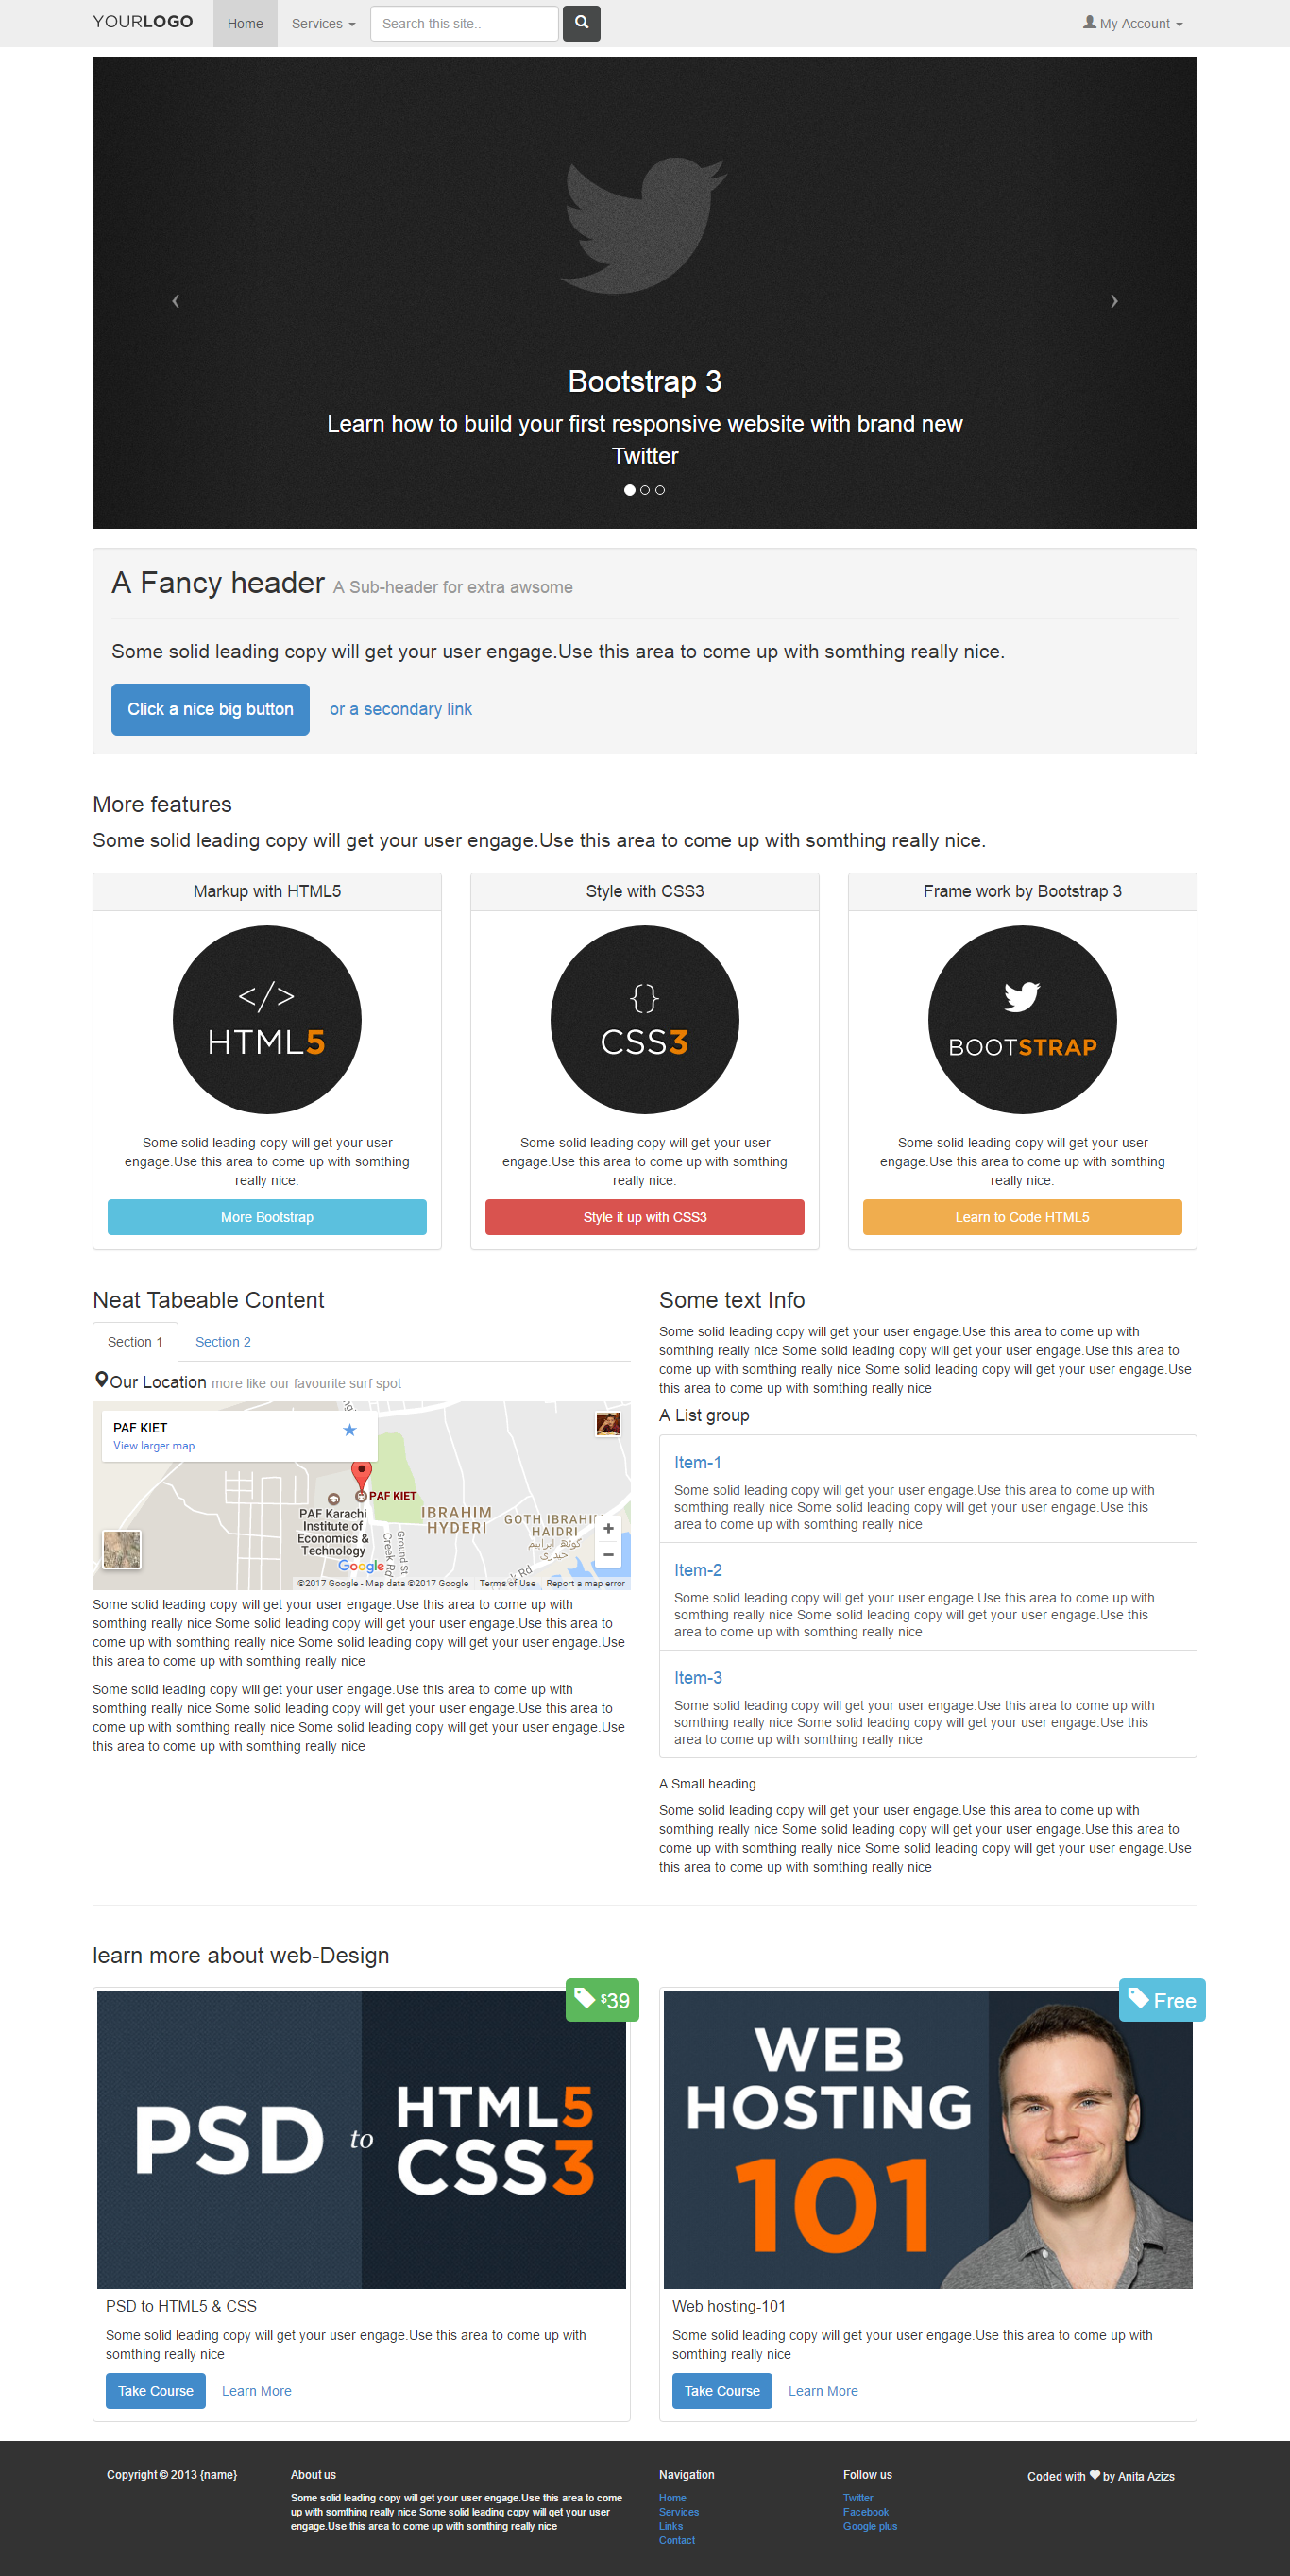 YOURLOGO
Home
Services
Search this site..
My Account
Bootstrap 3
Learn how to build your first responsive website with brand new
Twitter
A Fancy header A Sub-header for extra awsome
Some solid leading copy will get your user engage.Use this area to come up with somthing really nice.
Click a nice big button
or a secondary link
More features
Some solid leading copy will get your user engage.Use this area to come up with somthing really nice.
Markup with HTML5
</>
HTML5
Some solid leading copy will get your user
engage.Use this area to come up with somthing
really nice.
More Bootstrap
Style with CSS3
{}
CSS3
Some solid leading copy will get your user
engage.Use this area to come up with somthing
really nice.
Style it up with CSS3
Frame work by Bootstrap 3
BOOTSTRAP
Some solid leading copy will get your user
engage.Use this area to come up with somthing
really nice.
Learn to Code HTML5
Neat Tabeable Content
Section 1
Section 2
Our Location more like our favourite surf spot
PAF KIET
View larger map
PAF KIET
PAF Karachi
Institute of
Economics &
Technology
IBRAHIM
HYDERI
GOTH IBRAHI
HAIDRI
گوٹھ ابراہیم
حیدری
Creek Rd
Ground St
k Rd
Google
©2017 Google - Map data ©2017 Google
Terms of Use
Report a map error
Some solid leading copy will get your user engage.Use this area to come up with
somthing really nice Some solid leading copy will get your user engage.Use this area to
come up with somthing really nice Some solid leading copy will get your user engage.Use
this area to come up with somthing really nice
Some solid leading copy will get your user engage.Use this area to come up with
somthing really nice Some solid leading copy will get your user engage.Use this area to
come up with somthing really nice Some solid leading copy will get your user engage.Use
this area to come up with somthing really nice
Some text Info
Some solid leading copy will get your user engage.Use this area to come up with
somthing really nice Some solid leading copy will get your user engage.Use this area to
come up with somthing really nice Some solid leading copy will get your user engage.Use
this area to come up with somthing really nice
A List group
Item-1
Some solid leading copy will get your user engage.Use this area to come up with
somthing really nice Some solid leading copy will get your user engage.Use this
area to come up with somthing really nice
Item-2
Some solid leading copy will get your user engage.Use this area to come up with
somthing really nice Some solid leading copy will get your user engage.Use this
area to come up with somthing really nice
Item-3
Some solid leading copy will get your user engage.Use this area to come up with
somthing really nice Some solid leading copy will get your user engage.Use this
area to come up with somthing really nice
A Small heading
Some solid leading copy will get your user engage.Use this area to come up with
somthing really nice Some solid leading copy will get your user engage.Use this area to
come up with somthing really nice Some solid leading copy will get your user engage.Use
this area to come up with somthing really nice
learn more about web-Design
$39
PSD to HTML5
CSS3
PSD to HTML5 & CSS
Some solid leading copy will get your user engage.Use this area to come up with
somthing really nice
Take Course
Learn More
Free
WEB
HOSTING
101
Web hosting-101
Some solid leading copy will get your user engage.Use this area to come up with
somthing really nice
Take Course
Learn More
Copyright © 2013 {name}
About us
Some solid leading copy will get your user engage.Use this area to come
up with somthing really nice Some solid leading copy will get your user
engage.Use this area to come up with somthing really nice
Navigation
Home
Services
Links
Contact
Follow us
Twitter
Facebook
Google plus
Coded with ♥ by Anita Azizs